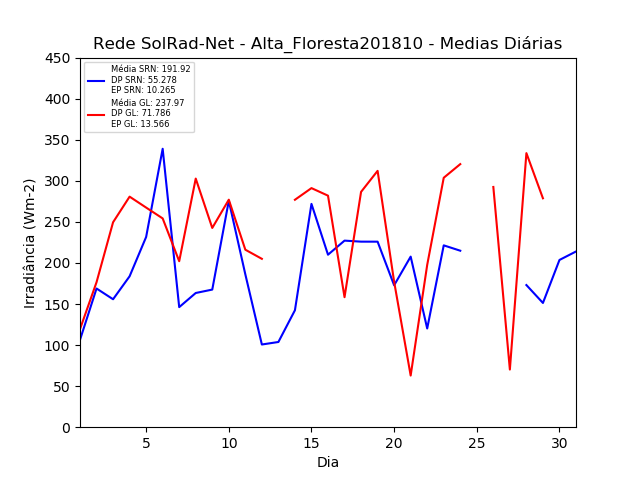 Rede SolRad-Net - Alta_Floresta201810 - Medias Diárias
450
400
350
300
250
200
150
100
50
0
Irradiância (Wm-2)
Média SRN: 191.92
DP SRN: 55.278
EP SRN: 10.265
Média GL: 237.97
DP GL: 71.786
EP GL: 13.566
5
10
15
20
25
30
Dia